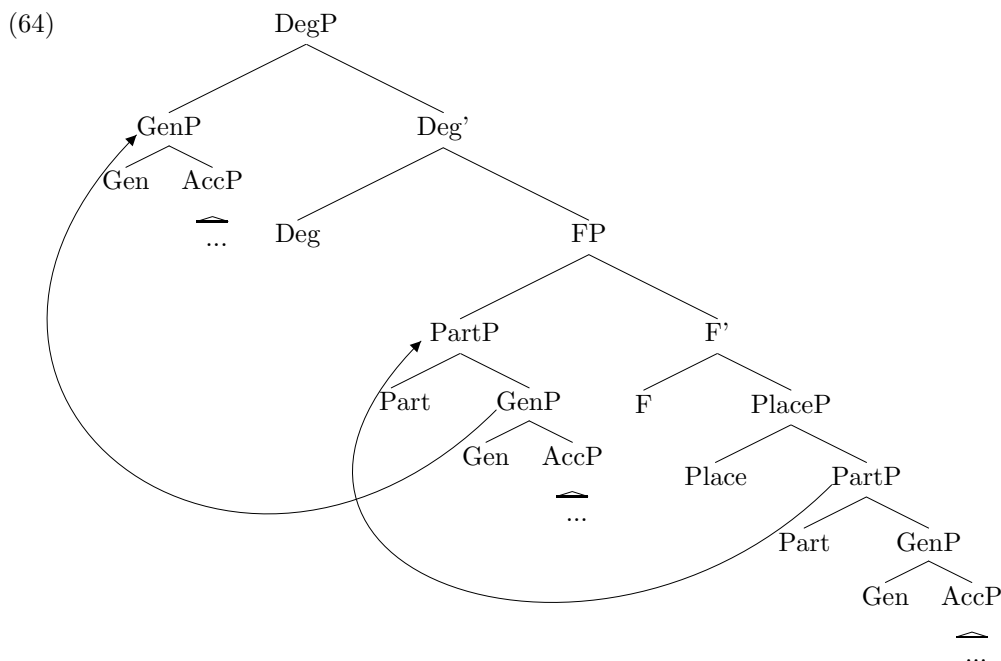 (64) DegP
GenP Deg'
Gen AccP
... Deg FP
PartP F'
Part GenP F PlaceP
Gen AccP Place PartP
...
Part GenP
Gen AccP
...